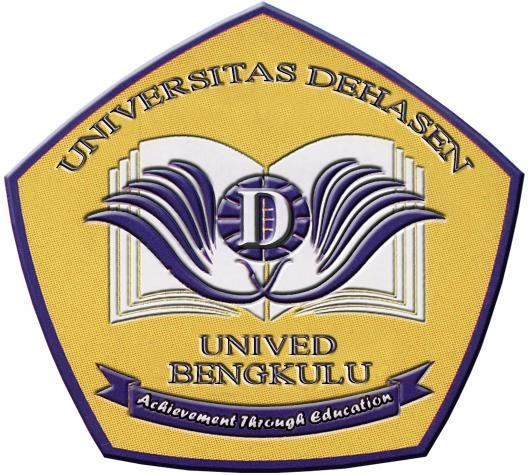 UNIVERSITAS DEHASEN
D
UNIVED
BENGKULU
Achievement Through Education